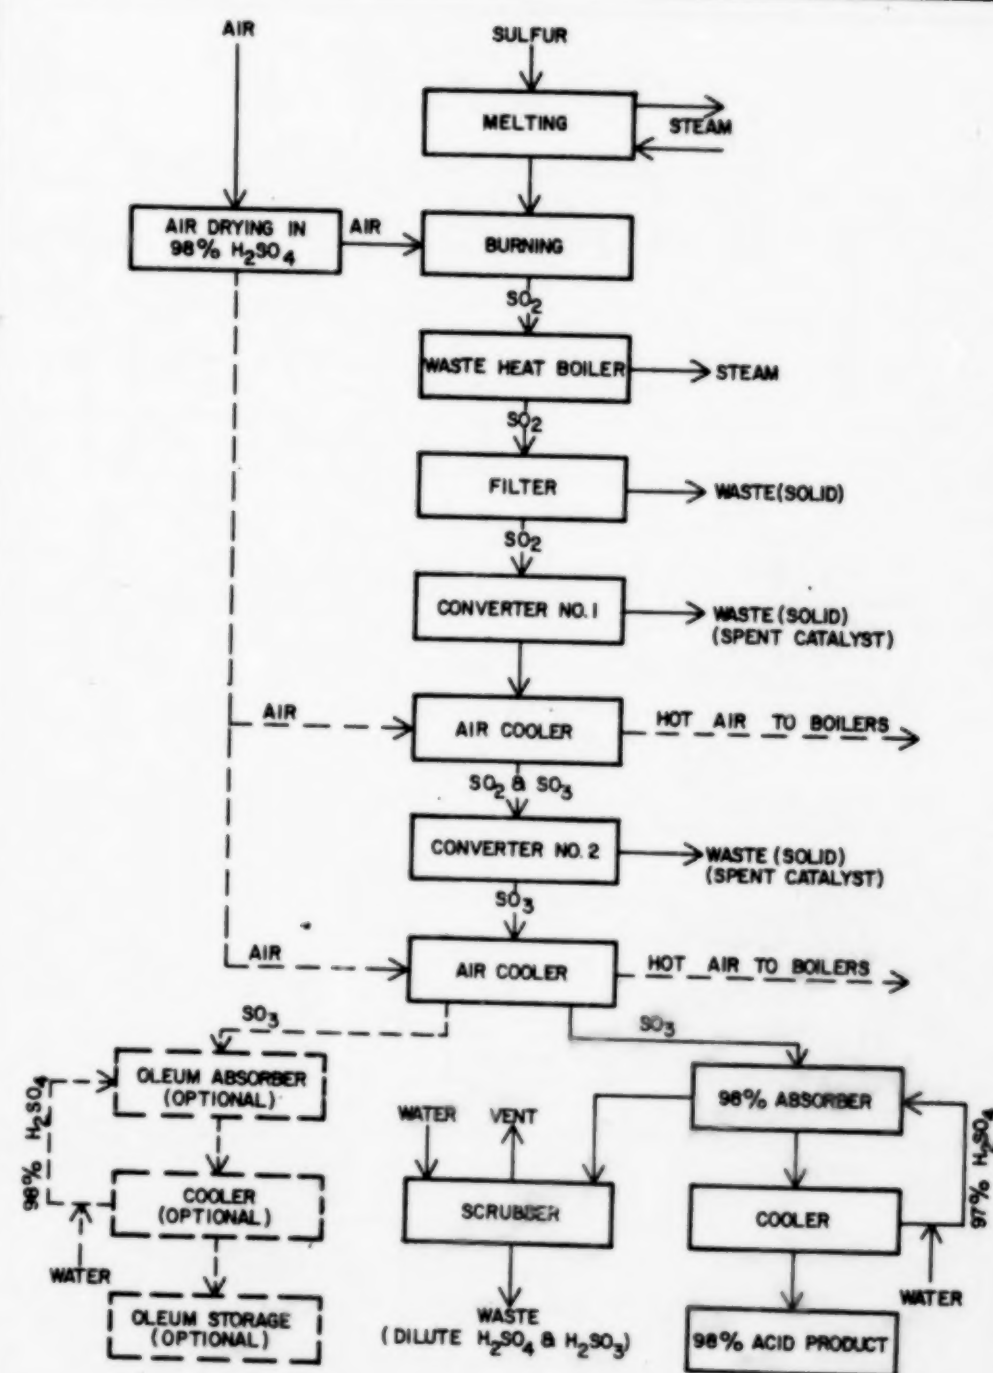 AIR
SULFUR
MELTING
STEAM
AIR DRYING IN
98% H₂SO₄
AIR
BURNING
SO₂
WASTE HEAT BOILER
STEAM
SO₂
FILTER
WASTE(SOLID)
SO₂
CONVERTER NO. 1
WASTE(SOLID)
(SPENT CATALYST)
AIR
AIR COOLER
HOT AIR TO BOILERS
SO₂ & SO₃
CONVERTER NO. 2
WASTE (SOLID)
(SPENT CATALYST)
SO₃
AIR
AIR COOLER
HOT AIR TO BOILERS
SO₃
SO₃
OLEUM ABSORBER
(OPTIONAL)
98% H₂SO₄
WATER
VENT
98% ABSORBER
97% H₂SO₄
COOLER
(OPTIONAL)
SCRUBBER
COOLER
WATER
WATER
OLEUM STORAGE
(OPTIONAL)
WASTE
(DILUTE H₂SO₄ & H₂SO₃)
98% ACID PRODUCT